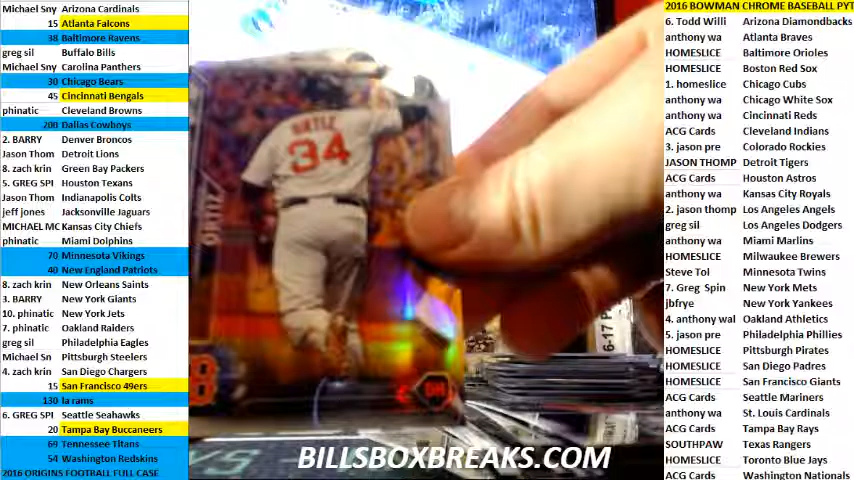 Michael Sny Arizona Cardinals
15 Atlanta Falcons
38 Baltimore Ravens
greg sil Buffalo Bills
Michael Sny Carolina Panthers
30 Chicago Bears
45 Cincinnati Bengals
phinatic Cleveland Browns
200 Dallas Cowboys
2. BARRY Denver Broncos
Jason Thom Detroit Lions
8. zach krin Green Bay Packers
5. GREG SPI Houston Texans
Jason Thom Indianapolis Colts
jeff jones Jacksonville Jaguars
MICHAEL MC Kansas City Chiefs
phinatic Miami Dolphins
70 Minnesota Vikings
40 New England Patriots
8. zach krin New Orleans Saints
3. BARRY New York Giants
10. phinatic New York Jets
7. phinatic Oakland Raiders
greg sil Philadelphia Eagles
Michael Sn Pittsburgh Steelers
4. zach krin San Diego Chargers
15 San Francisco 49ers
130 la rams
6. GREG SPI Seattle Seahawks
20 Tampa Bay Buccaneers
69 Tennessee Titans
54 Washington Redskins
2016 ORIGINS FOOTBALL FULL CASE
ORTIZ
34
ORTIZ
DH
6-17 P
BILLSBOXBREAKS.COM
2016 BOWMAN CHROME BASEBALL PYT
6. Todd Willi Arizona Diamondbacks
anthony wa Atlanta Braves
HOMESLICE Baltimore Orioles
HOMESLICE Boston Red Sox
1. homeslice Chicago Cubs
anthony wa Chicago White Sox
anthony wa Cincinnati Reds
ACG Cards Cleveland Indians
3. jason pre Colorado Rockies
JASON THOMP Detroit Tigers
ACG Cards Houston Astros
anthony wa Kansas City Royals
2. jason thomp Los Angeles Angels
greg sil Los Angeles Dodgers
anthony wa Miami Marlins
HOMESLICE Milwaukee Brewers
Steve Tol Minnesota Twins
7. Greg Spin New York Mets
jbfrye New York Yankees
4. anthony wal Oakland Athletics
5. jason pre Philadelphia Phillies
HOMESLICE Pittsburgh Pirates
HOMESLICE San Diego Padres
HOMESLICE San Francisco Giants
ACG Cards Seattle Mariners
anthony wa St. Louis Cardinals
ACG Cards Tampa Bay Rays
SOUTHPAW Texas Rangers
HOMESLICE Toronto Blue Jays
ACG Cards Washington Nationals